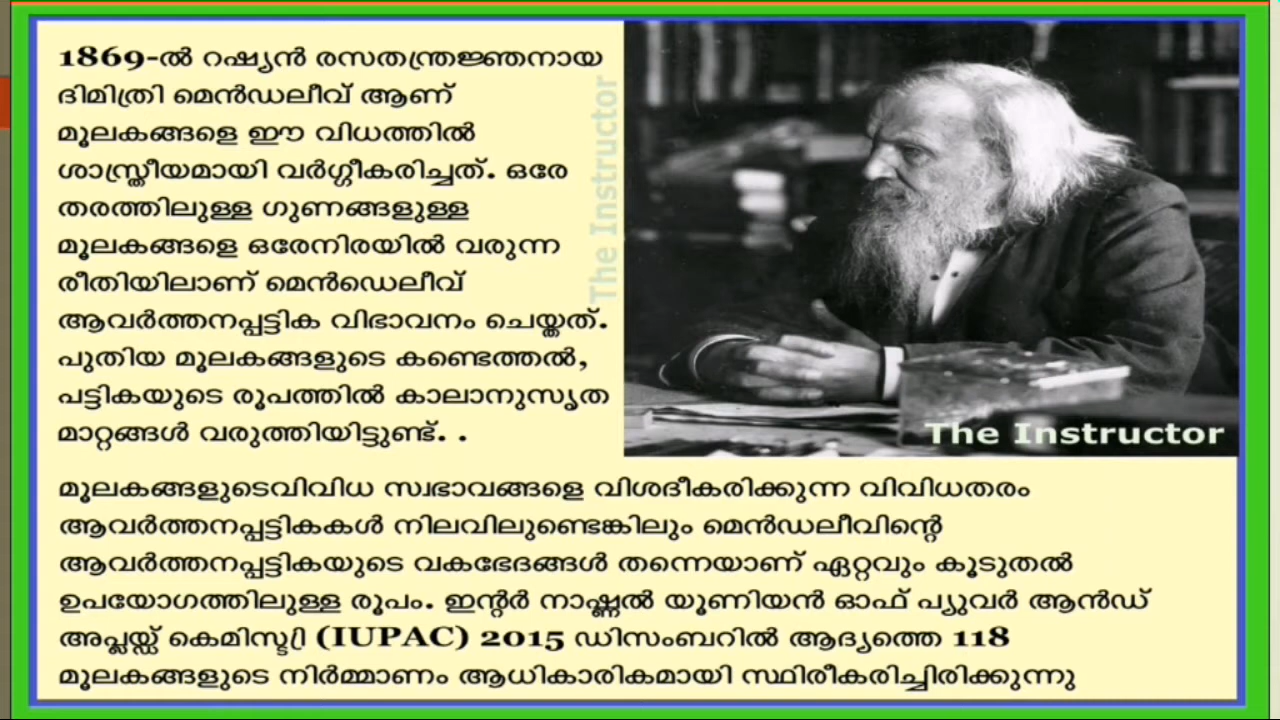 1869-ൽ റഷ്യൻ രസതന്ത്രജ്ഞനായ
ദിമിത്രി മെൻഡലീവ് ആണ്
മൂലകങ്ങളെ ഈ വിധത്തിൽ
ശാസ്ത്രീയമായി വർഗ്ഗീകരിച്ചത്. ഒരേ
തരത്തിലുള്ള ഗുണങ്ങളുള്ള
മൂലകങ്ങളെ ഒരേനിരയിൽ വരുന്ന
രീതിയിലാണ് മെൻഡെലീവ്
ആവർത്തനപ്പട്ടിക വിഭാവനം ചെയ്തത്.
പുതിയ മൂലകങ്ങളുടെ കണ്ടെത്തൽ,
പട്ടികയുടെ രൂപത്തിൽ കാലാനുസൃത
മാറ്റങ്ങൾ വരുത്തിയിട്ടുണ്ട്. .
The Instructor
The Instructor
മൂലകങ്ങളുടെവിവിധ സ്വഭാവങ്ങളെ വിശദീകരിക്കുന്ന വിവിധതരം
ആവർത്തനപ്പട്ടികകൾ നിലവിലുണ്ടെങ്കിലും മെൻഡലീവിന്റെ
ആവർത്തനപ്പട്ടികയുടെ വകഭേദങ്ങൾ തന്നെയാണ് ഏറ്റവും കൂടുതൽ
ഉപയോഗത്തിലുള്ള രൂപം. ഇന്റർ നാഷ്ണൽ യൂണിയൻ ഓഫ് പ്യുവർ ആൻഡ്
അപ്ലയ്ഡ് കെമിസ്ട്രി (IUPAC) 2015 ഡിസംബറിൽ ആദ്യത്തെ 118
മൂലകങ്ങളുടെ നിർമ്മാണം ആധികാരികമായി സ്ഥിരീകരിച്ചിരിക്കുന്നു